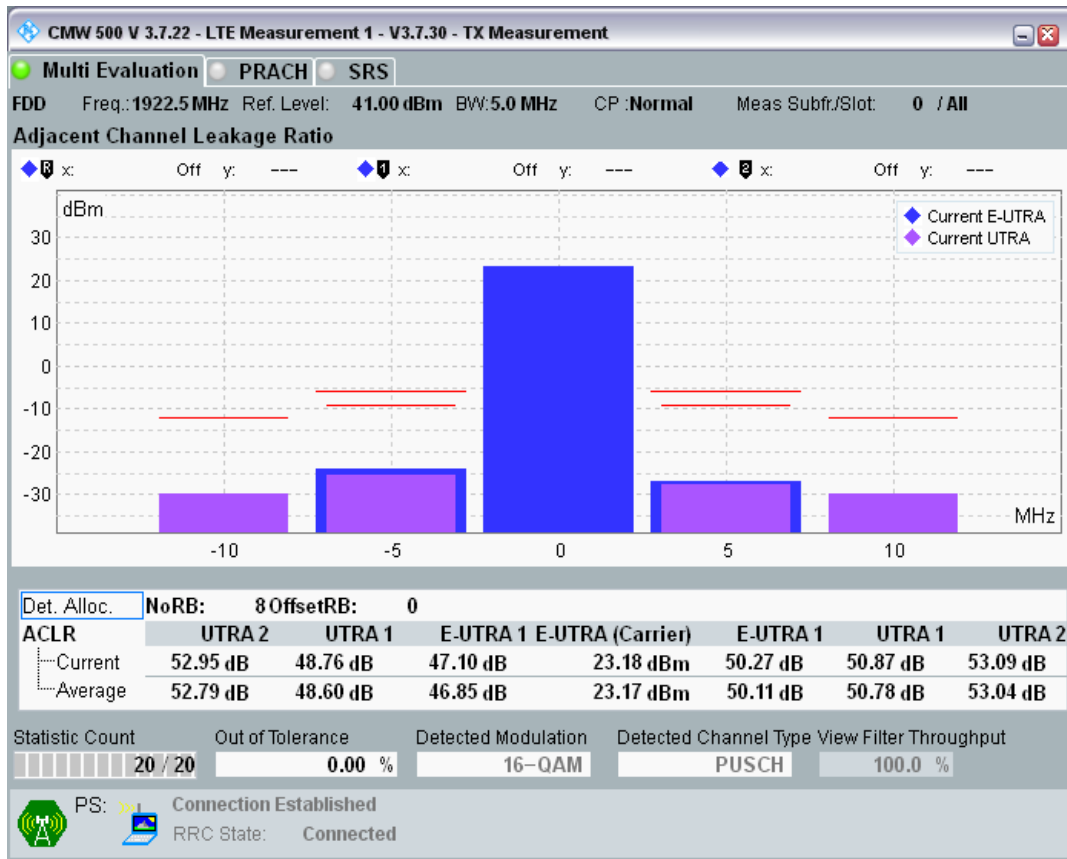 CMW 500 V 3.7.22 - LTE Measurement 1 - V3.7.30 - TX Measurement
Multi Evaluation PRACH SRS
FDD Freq.: 1922.5 MHz Ref. Level: 41.00 dBm BW: 5.0 MHz CP :Normal Meas Subfr./Slot: 0 / All
Adjacent Channel Leakage Ratio
R x: Off y: --- 1 x: Off y: --- 2 x: Off y: ---
dBm
Current E-UTRA
Current UTRA
30
20
10
0
-10
-20
-30
MHz
-10 -5 0 5 10
Det. Alloc. NoRB: 8 OffsetRB: 0
ACLR UTRA 2 UTRA 1 E-UTRA 1 E-UTRA (Carrier) E-UTRA 1 UTRA 1 UTRA 2
Current 52.95 dB 48.76 dB 47.10 dB 23.18 dBm 50.27 dB 50.87 dB 53.09 dB
Average 52.79 dB 48.60 dB 46.85 dB 23.17 dBm 50.11 dB 50.78 dB 53.04 dB
Statistic Count Out of Tolerance Detected Modulation Detected Channel Type View Filter Throughput
20 / 20 0.00 % 16-QAM PUSCH 100.0 %
PS: Connection Established
RRC State: Connected